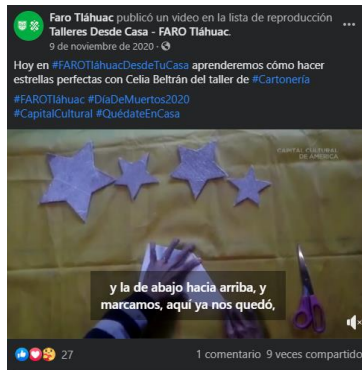 Faro Tláhuac publicó un video en la lista de reproducción
Talleres Desde Casa - FARO Tláhuac.
9 de noviembre de 2020 ·
Hoy en #FAROTláhuacDesdeTuCasa aprenderemos cómo hacer
estrellas perfectas con Celia Beltrán del taller de #Cartonería
#FAROTláhuac #DíaDeMuertos2020
#CapitalCultural #QuédateEnCasa
CAPITAL CULTURAL
DE AMÉRICA
y la de abajo hacia arriba, y
marcamos, aquí ya nos quedó,
27
1 comentario 9 veces compartido